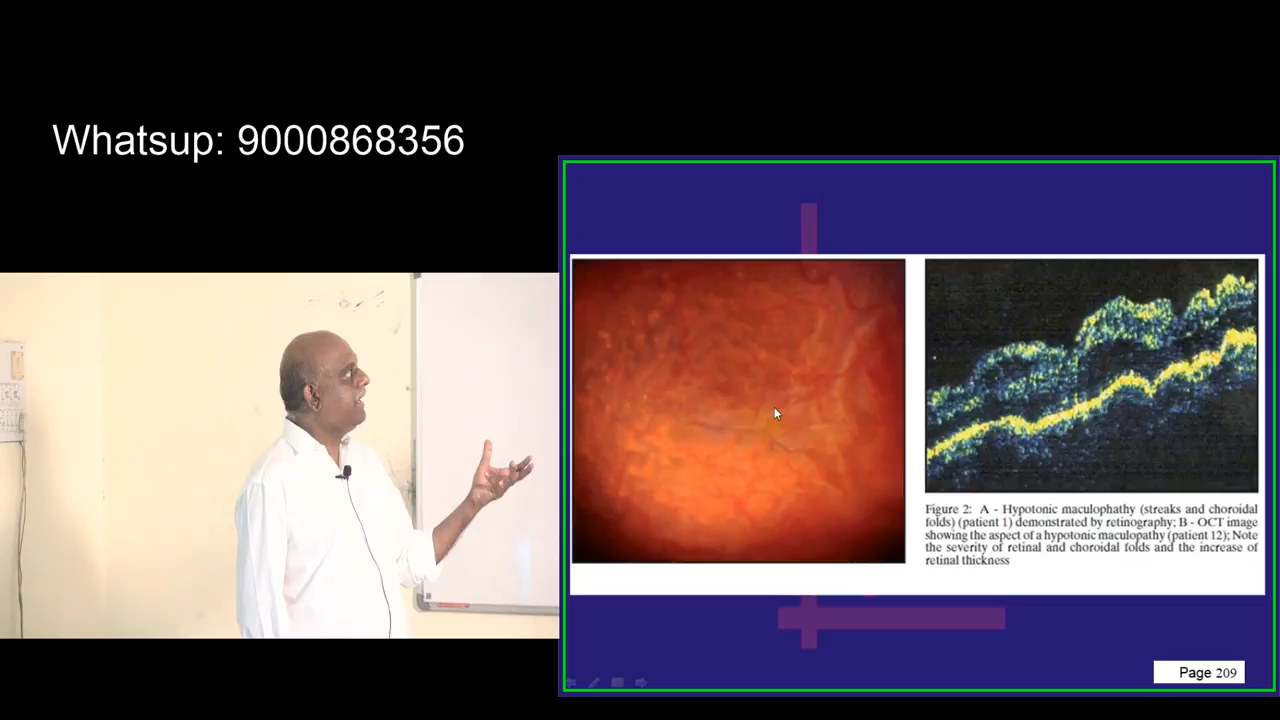 Whatsup: 9000868356
Figure 2: A - Hypotonic maculophathy (streaks and choroidal
folds) (patient 1) demonstrated by retinography; B - OCT image
showing the aspect of a hypotonic maculopathy (patient 12); Note
the severity of retinal and choroidal folds and the increase of
retinal thickness
Page 209